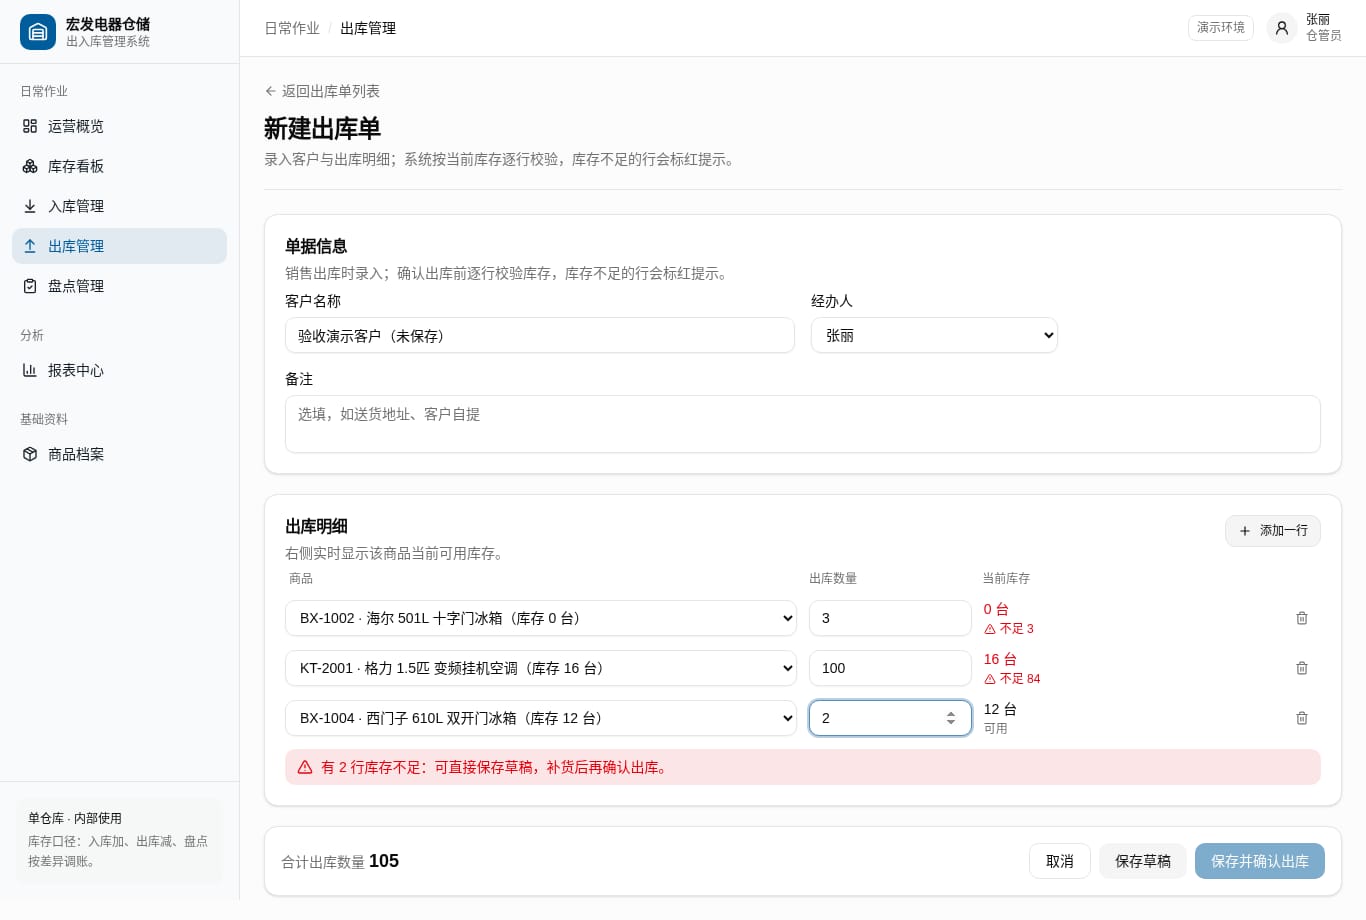 宏发电器仓储
出入库管理系统
日常作业
运营概览
库存看板
入库管理
出库管理
盘点管理
分析
报表中心
基础资料
商品档案
单仓库 · 内部使用
库存口径：入库加、出库减、盘点
按差异调账。
日常作业 / 出库管理
演示环境
张丽
仓管员
返回出库单列表
新建出库单
录入客户与出库明细；系统按当前库存逐行校验，库存不足的行会标红提示。
单据信息
销售出库时录入；确认出库前逐行校验库存，库存不足的行会标红提示。
客户名称 经办人
验收演示客户（未保存） 张丽
备注
选填，如送货地址、客户自提
出库明细
添加一行
右侧实时显示该商品当前可用库存。
商品 出库数量 当前库存
BX-1002 · 海尔 501L 十字门冰箱（库存 0 台） 3 0 台
不足 3
KT-2001 · 格力 1.5匹 变频挂机空调（库存 16 台） 100 16 台
不足 84
BX-1004 · 西门子 610L 双开门冰箱（库存 12 台） 2 12 台
可用
有 2 行库存不足：可直接保存草稿，补货后再确认出库。
合计出库数量 105 取消 保存草稿 保存并确认出库